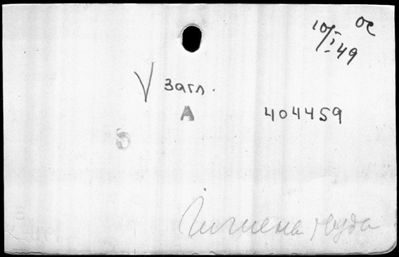 10/I 49 ОС
V загл.
А 404459
Гигиена труда